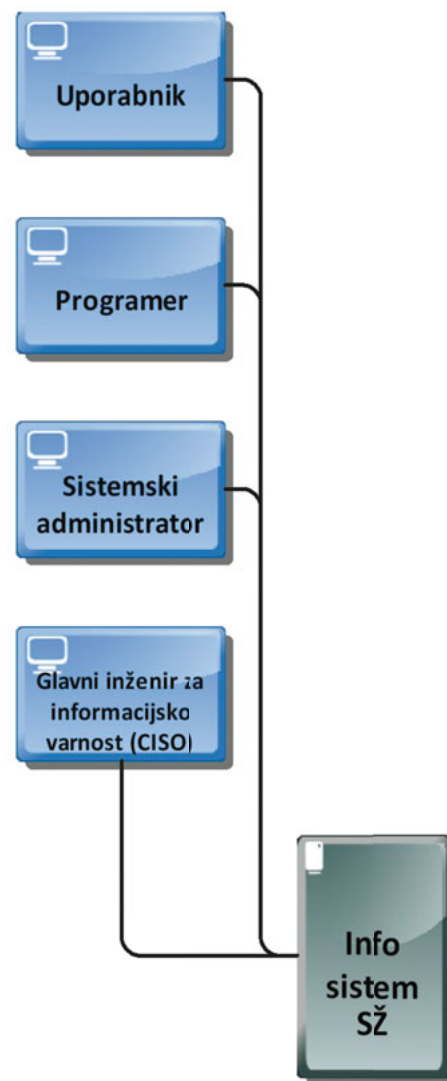 Uporabnik
Programer
Sistemski
administrator
Glavni inženir za
informacijsko
varnost (CISO)
Info
sistem
SŽ